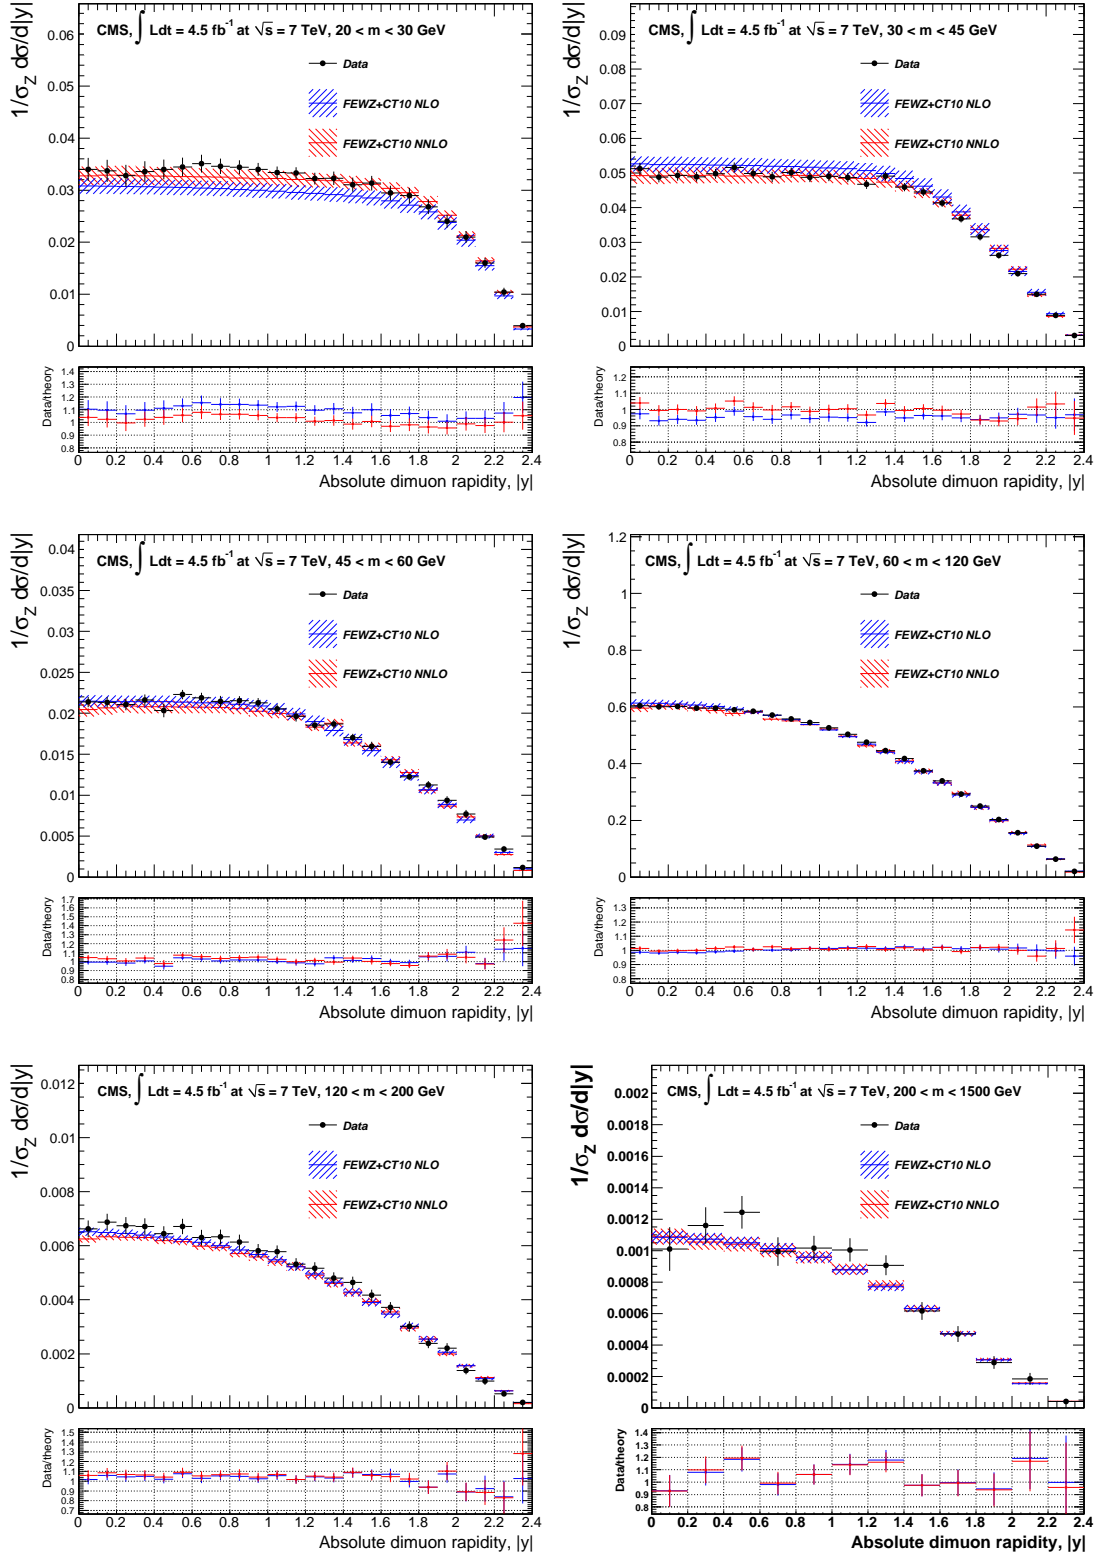 CMS, ∫ Ldt = 4.5 fb⁻¹ at √s = 7 TeV, 20 < m < 30 GeV
1/σ_Z dσ/d|y|
Data
FEWZ+CT10 NLO
FEWZ+CT10 NNLO
0.06
0.05
0.04
0.03
0.02
0.01
0
Data/theory
1.4
1.3
1.2
1.1
1
0.9
0.8
0 0.2 0.4 0.6 0.8 1 1.2 1.4 1.6 1.8 2 2.2 2.4
Absolute dimuon rapidity, |y|
CMS, ∫ Ldt = 4.5 fb⁻¹ at √s = 7 TeV, 30 < m < 45 GeV
1/σ_Z dσ/d|y|
Data
FEWZ+CT10 NLO
FEWZ+CT10 NNLO
0.09
0.08
0.07
0.06
0.05
0.04
0.03
0.02
0.01
0
Data/theory
1.2
1.1
1
0.9
0.8
0 0.2 0.4 0.6 0.8 1 1.2 1.4 1.6 1.8 2 2.2 2.4
Absolute dimuon rapidity, |y|
CMS, ∫ Ldt = 4.5 fb⁻¹ at √s = 7 TeV, 45 < m < 60 GeV
1/σ_Z dσ/d|y|
Data
FEWZ+CT10 NLO
FEWZ+CT10 NNLO
0.04
0.035
0.03
0.025
0.02
0.015
0.01
0.005
0
Data/theory
1.7
1.6
1.5
1.4
1.3
1.2
1.1
1
0.9
0.8
0 0.2 0.4 0.6 0.8 1 1.2 1.4 1.6 1.8 2 2.2 2.4
Absolute dimuon rapidity, |y|
CMS, ∫ Ldt = 4.5 fb⁻¹ at √s = 7 TeV, 60 < m < 120 GeV
1/σ_Z dσ/d|y|
Data
FEWZ+CT10 NLO
FEWZ+CT10 NNLO
1.2
1
0.8
0.6
0.4
0.2
0
Data/theory
1.3
1.2
1.1
1
0.9
0.8
0 0.2 0.4 0.6 0.8 1 1.2 1.4 1.6 1.8 2 2.2 2.4
Absolute dimuon rapidity, |y|
CMS, ∫ Ldt = 4.5 fb⁻¹ at √s = 7 TeV, 120 < m < 200 GeV
1/σ_Z dσ/d|y|
Data
FEWZ+CT10 NLO
FEWZ+CT10 NNLO
0.012
0.01
0.008
0.006
0.004
0.002
0
Data/theory
1.5
1.4
1.3
1.2
1.1
1
0.9
0.8
0.7
0 0.2 0.4 0.6 0.8 1 1.2 1.4 1.6 1.8 2 2.2 2.4
Absolute dimuon rapidity, |y|
CMS, ∫ Ldt = 4.5 fb⁻¹ at √s = 7 TeV, 200 < m < 1500 GeV
1/σ_Z dσ/d|y|
Data
FEWZ+CT10 NLO
FEWZ+CT10 NNLO
0.002
0.0018
0.0016
0.0014
0.0012
0.001
0.0008
0.0006
0.0004
0.0002
0
Data/theory
1.4
1.3
1.2
1.1
1
0.9
0.8
0 0.2 0.4 0.6 0.8 1 1.2 1.4 1.6 1.8 2 2.2 2.4
Absolute dimuon rapidity, |y|